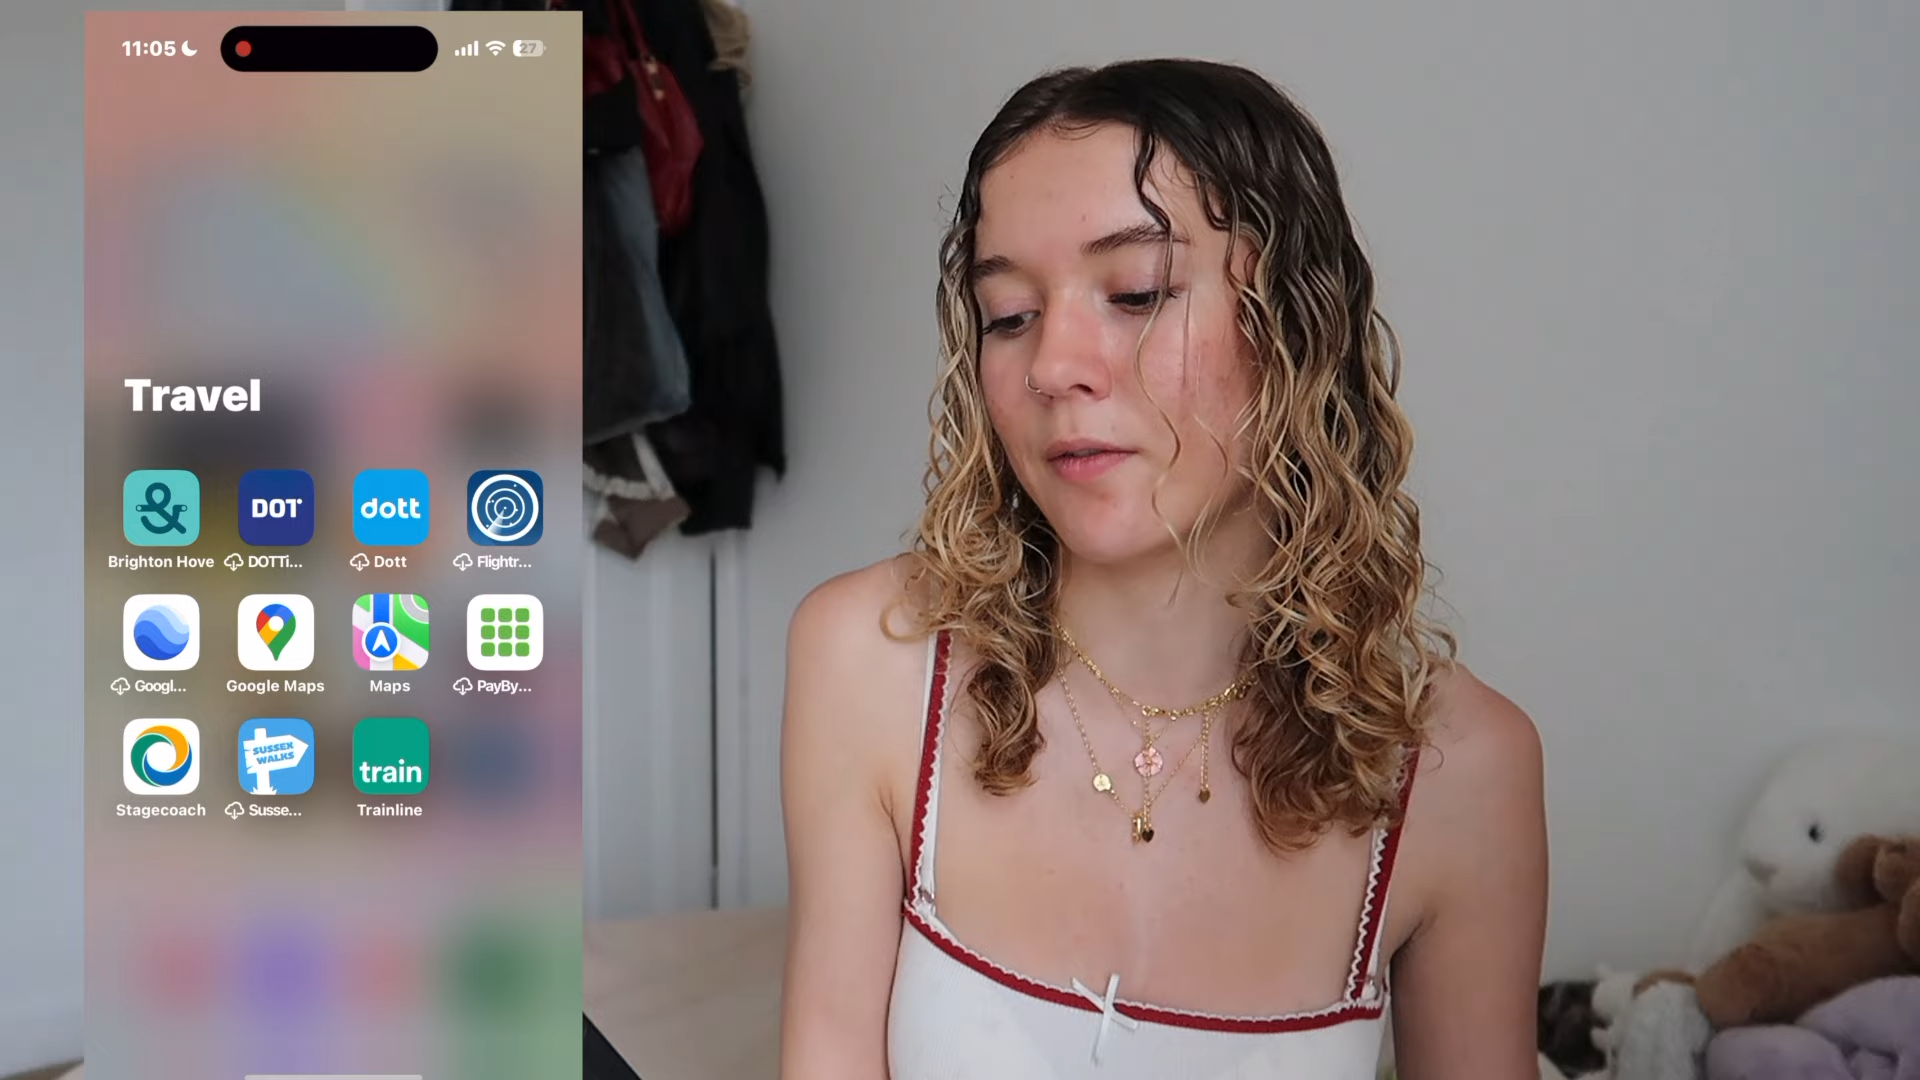 11:05
27
Travel
&
DOT
dott
Brighton Hove
DOTTi...
Dott
Flightr...
Googl...
Google Maps
Maps
PayBy...
SUSSEX
WALKS
train
Stagecoach
Susse...
Trainline